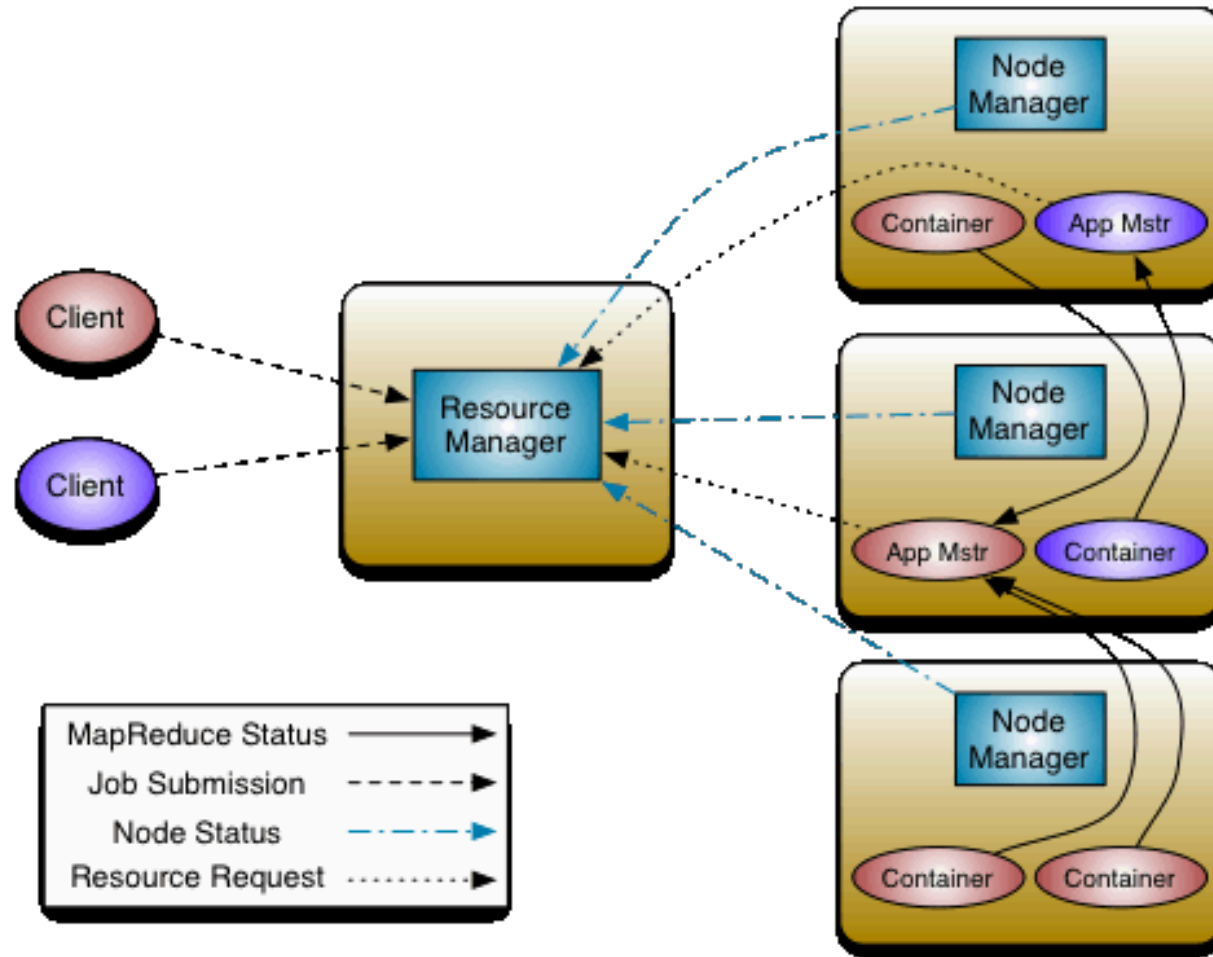 Client
Client
Resource
Manager
Node
Manager
Container
App Mstr
Node
Manager
App Mstr
Container
Node
Manager
Container
Container
MapReduce Status
Job Submission
Node Status
Resource Request